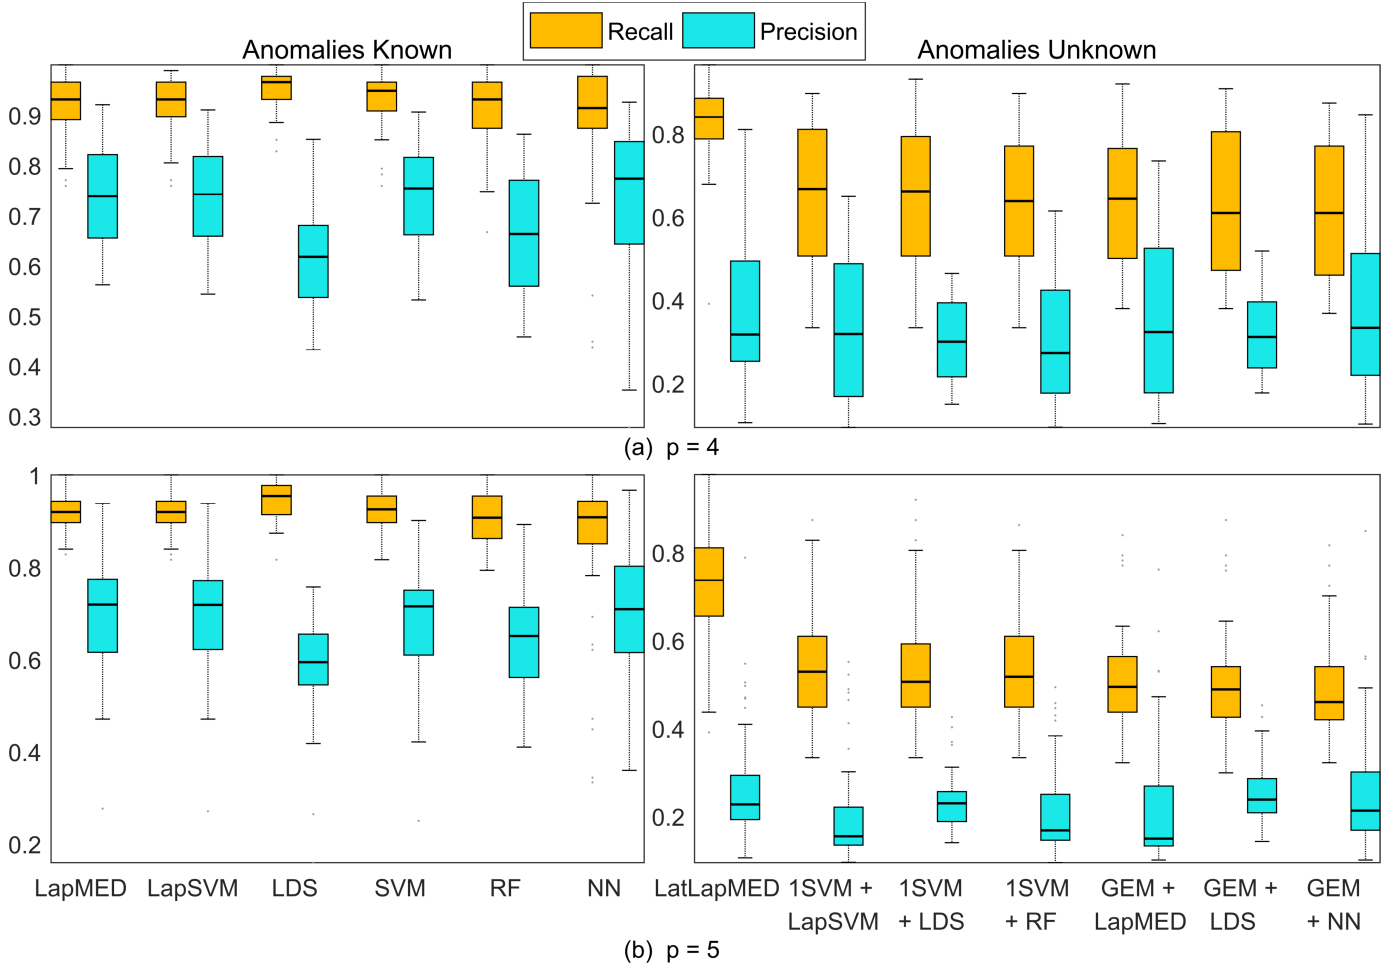 Recall Precision
Anomalies Known
Anomalies Unknown
0.9
0.8
0.7
0.6
0.5
0.4
0.3
0.8
0.6
0.4
0.2
(a) p = 4
1
0.8
0.6
0.4
0.2
0.8
0.6
0.4
0.2
LapMED LapSVM LDS SVM RF NN LatLapMED 1SVM + 1SVM 1SVM GEM + GEM + GEM
LapSVM + LDS + RF LapMED LDS + NN
(b) p = 5